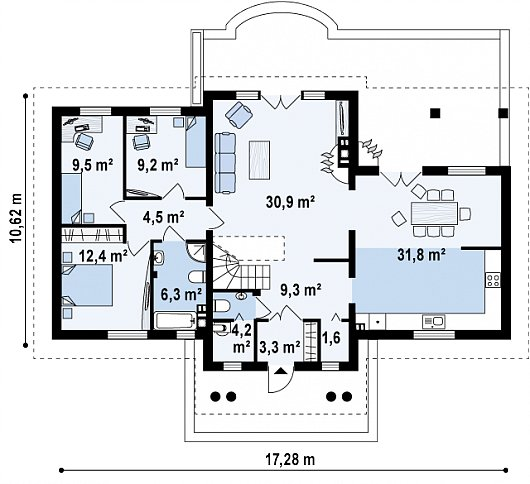 9,5 m²
9,2 m²
4,5 m²
30,9 m²
12,4 m²
6,3 m²
9,3 m²
31,8 m²
4,2
m²
3,3 m²
1,6
10,62 m
17,28 m